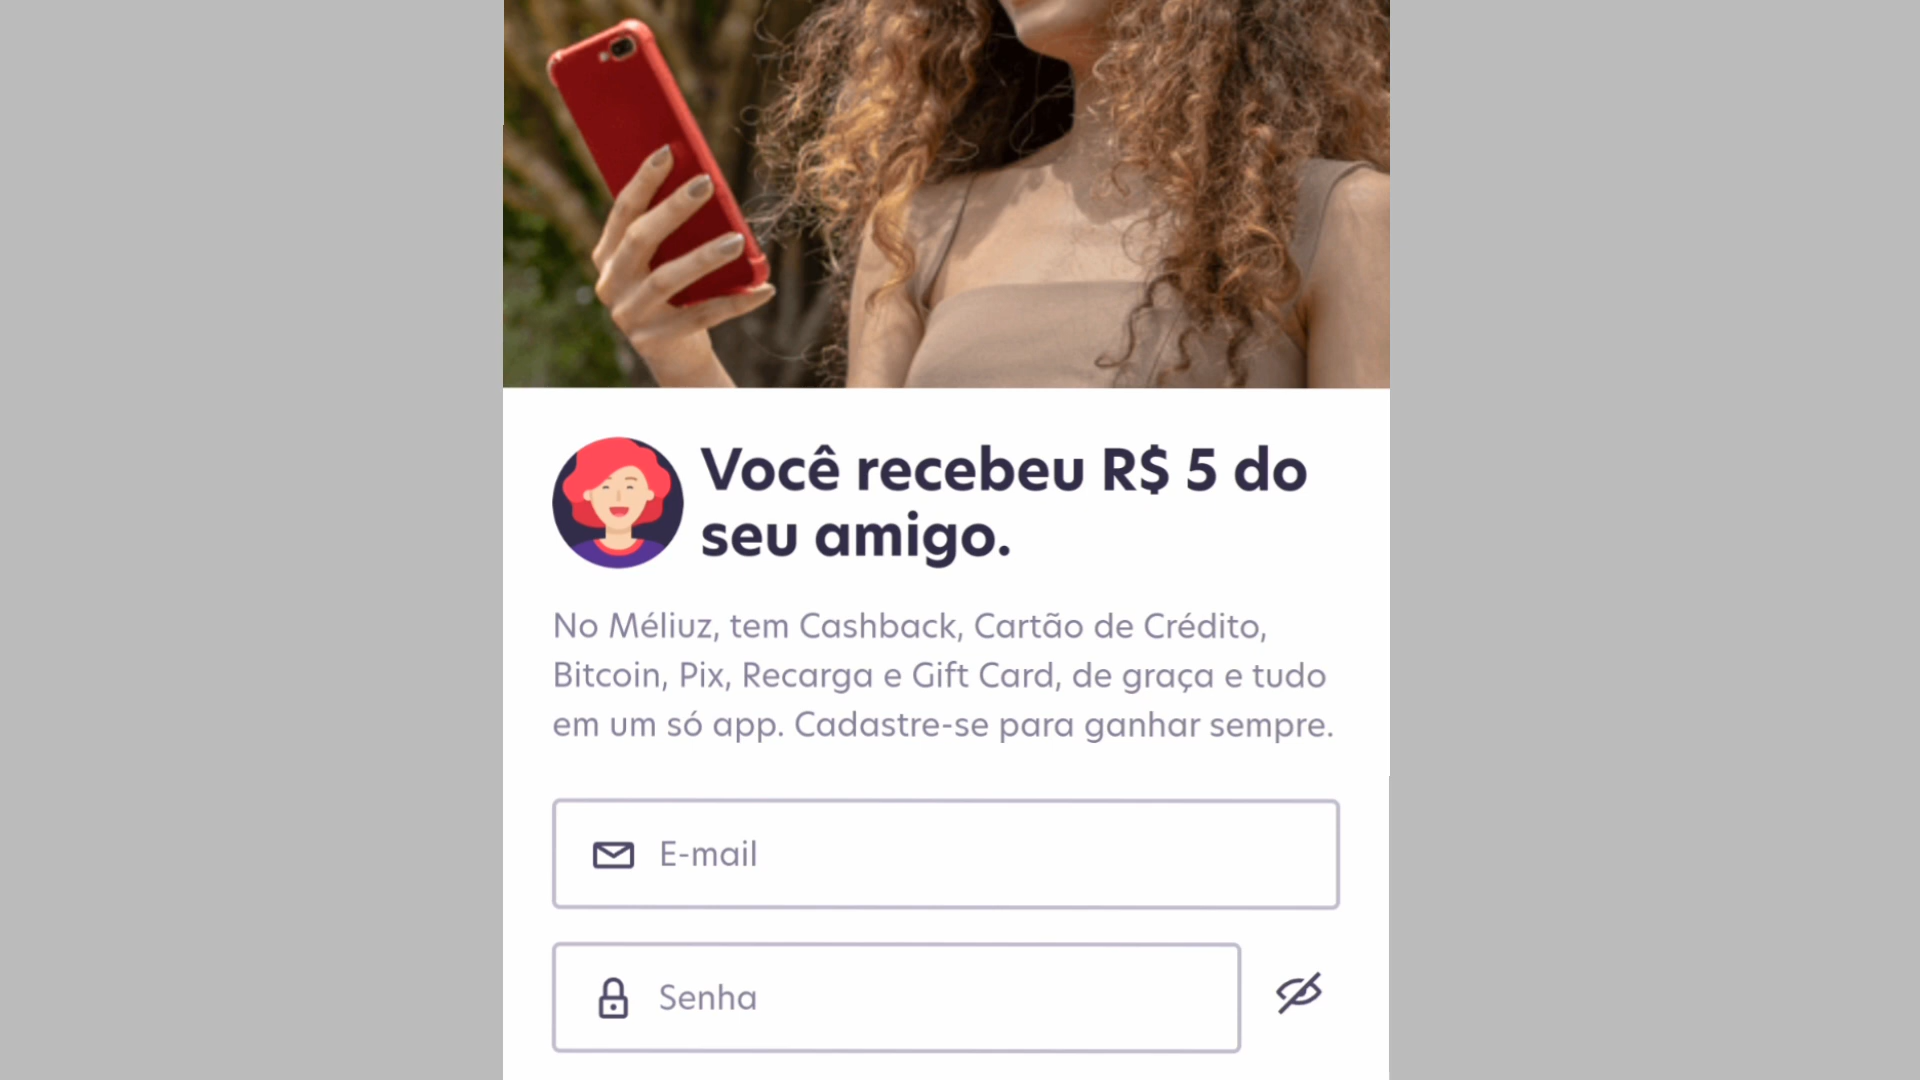 Você recebeu R$ 5 do
seu amigo.
No Méliuz, tem Cashback, Cartão de Crédito,
Bitcoin, Pix, Recarga e Gift Card, de graça e tudo
em um só app. Cadastre-se para ganhar sempre.
E-mail
Senha